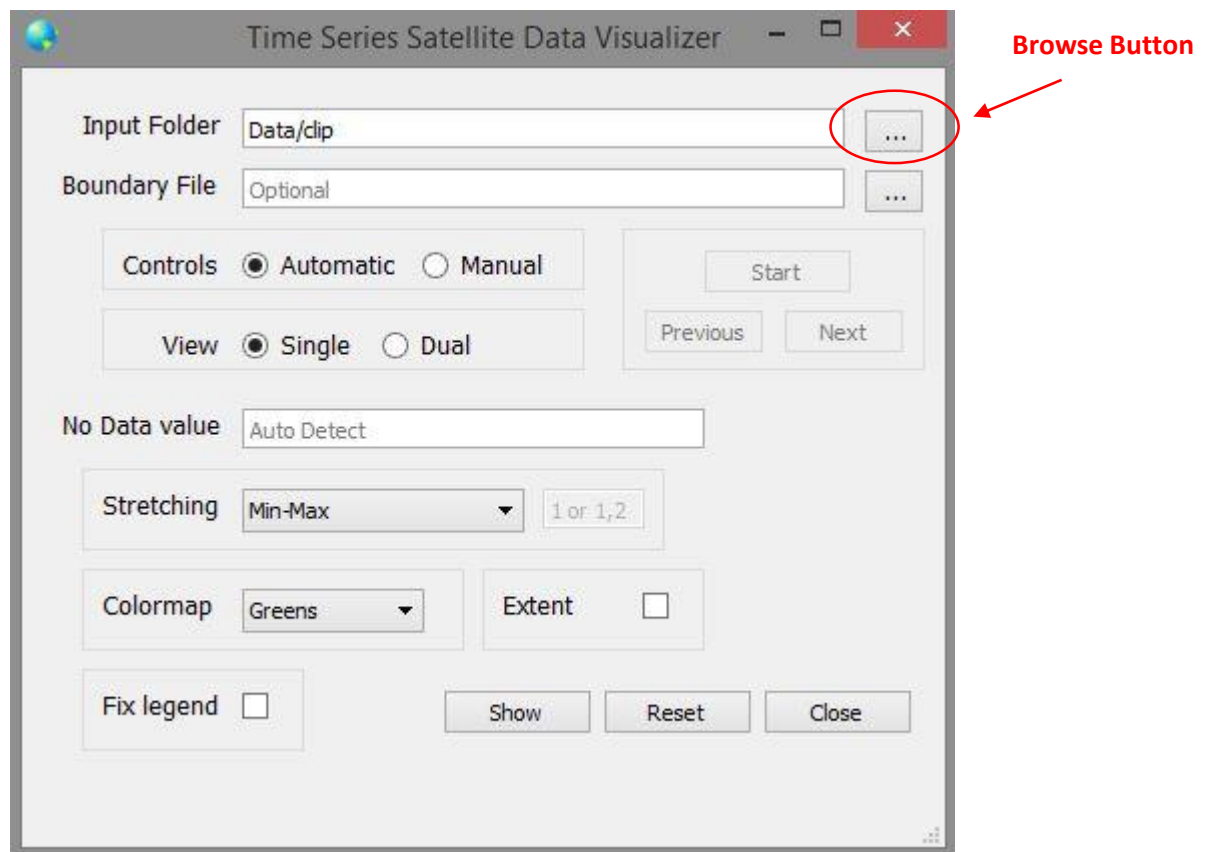 Time Series Satellite Data Visualizer
Browse Button
Input Folder Data/clip ...
Boundary File Optional ...
Controls Automatic Manual
Start
View Single Dual
Previous Next
No Data value Auto Detect
Stretching Min-Max 1 or 1,2
Colormap Greens Extent
Fix legend Show Reset Close